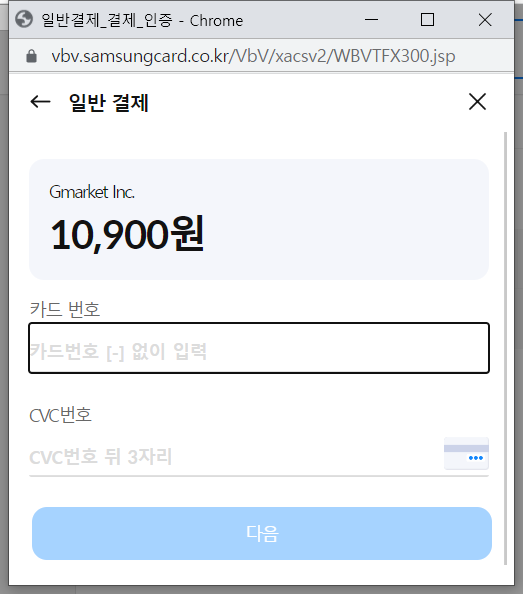 일반결제_결제_인증 - Chrome
vbv.samsungcard.co.kr/VbV/xacsv2/WBVTFX300.jsp
일반 결제
Gmarket Inc.
10,900원
카드 번호
카드번호 [-] 없이 입력
CVC번호
CVC번호 뒤 3자리
다음